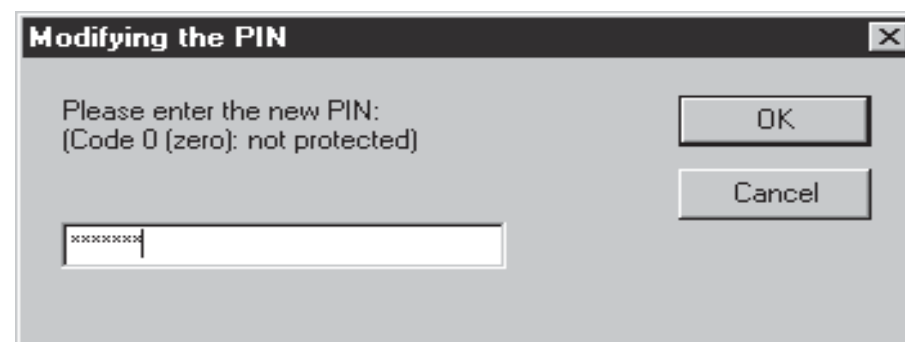 Modifying the PIN
Please enter the new PIN:
(Code 0 (zero): not protected)
OK
Cancel
*******